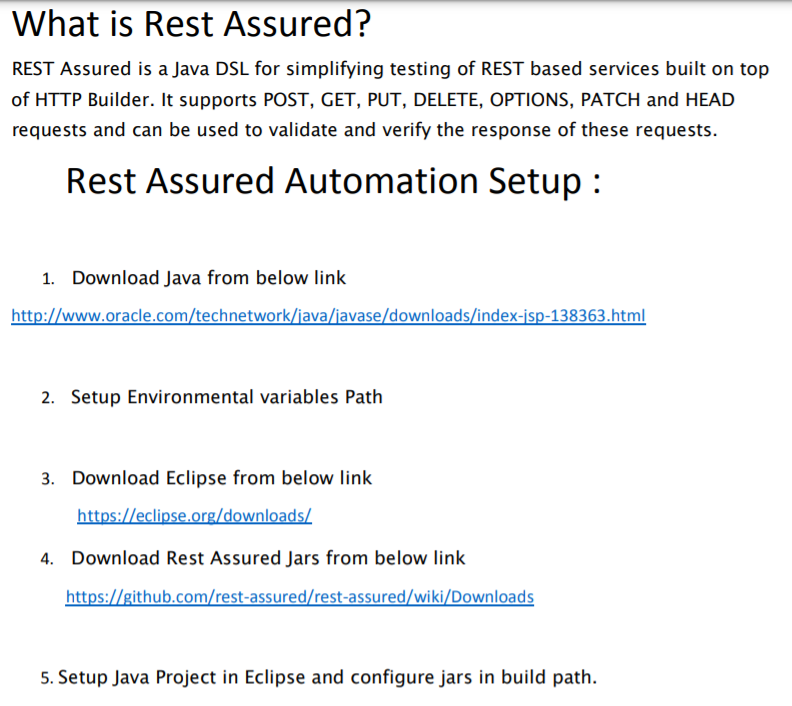 What is Rest Assured?
REST Assured is a Java DSL for simplifying testing of REST based services built on top
of HTTP Builder. It supports POST, GET, PUT, DELETE, OPTIONS, PATCH and HEAD
requests and can be used to validate and verify the response of these requests.
Rest Assured Automation Setup :
1. Download Java from below link
http://www.oracle.com/technetwork/java/javase/downloads/index-jsp-138363.html
2. Setup Environmental variables Path
3. Download Eclipse from below link
https://eclipse.org/downloads/
4. Download Rest Assured Jars from below link
https://github.com/rest-assured/rest-assured/wiki/Downloads
5. Setup Java Project in Eclipse and configure jars in build path.